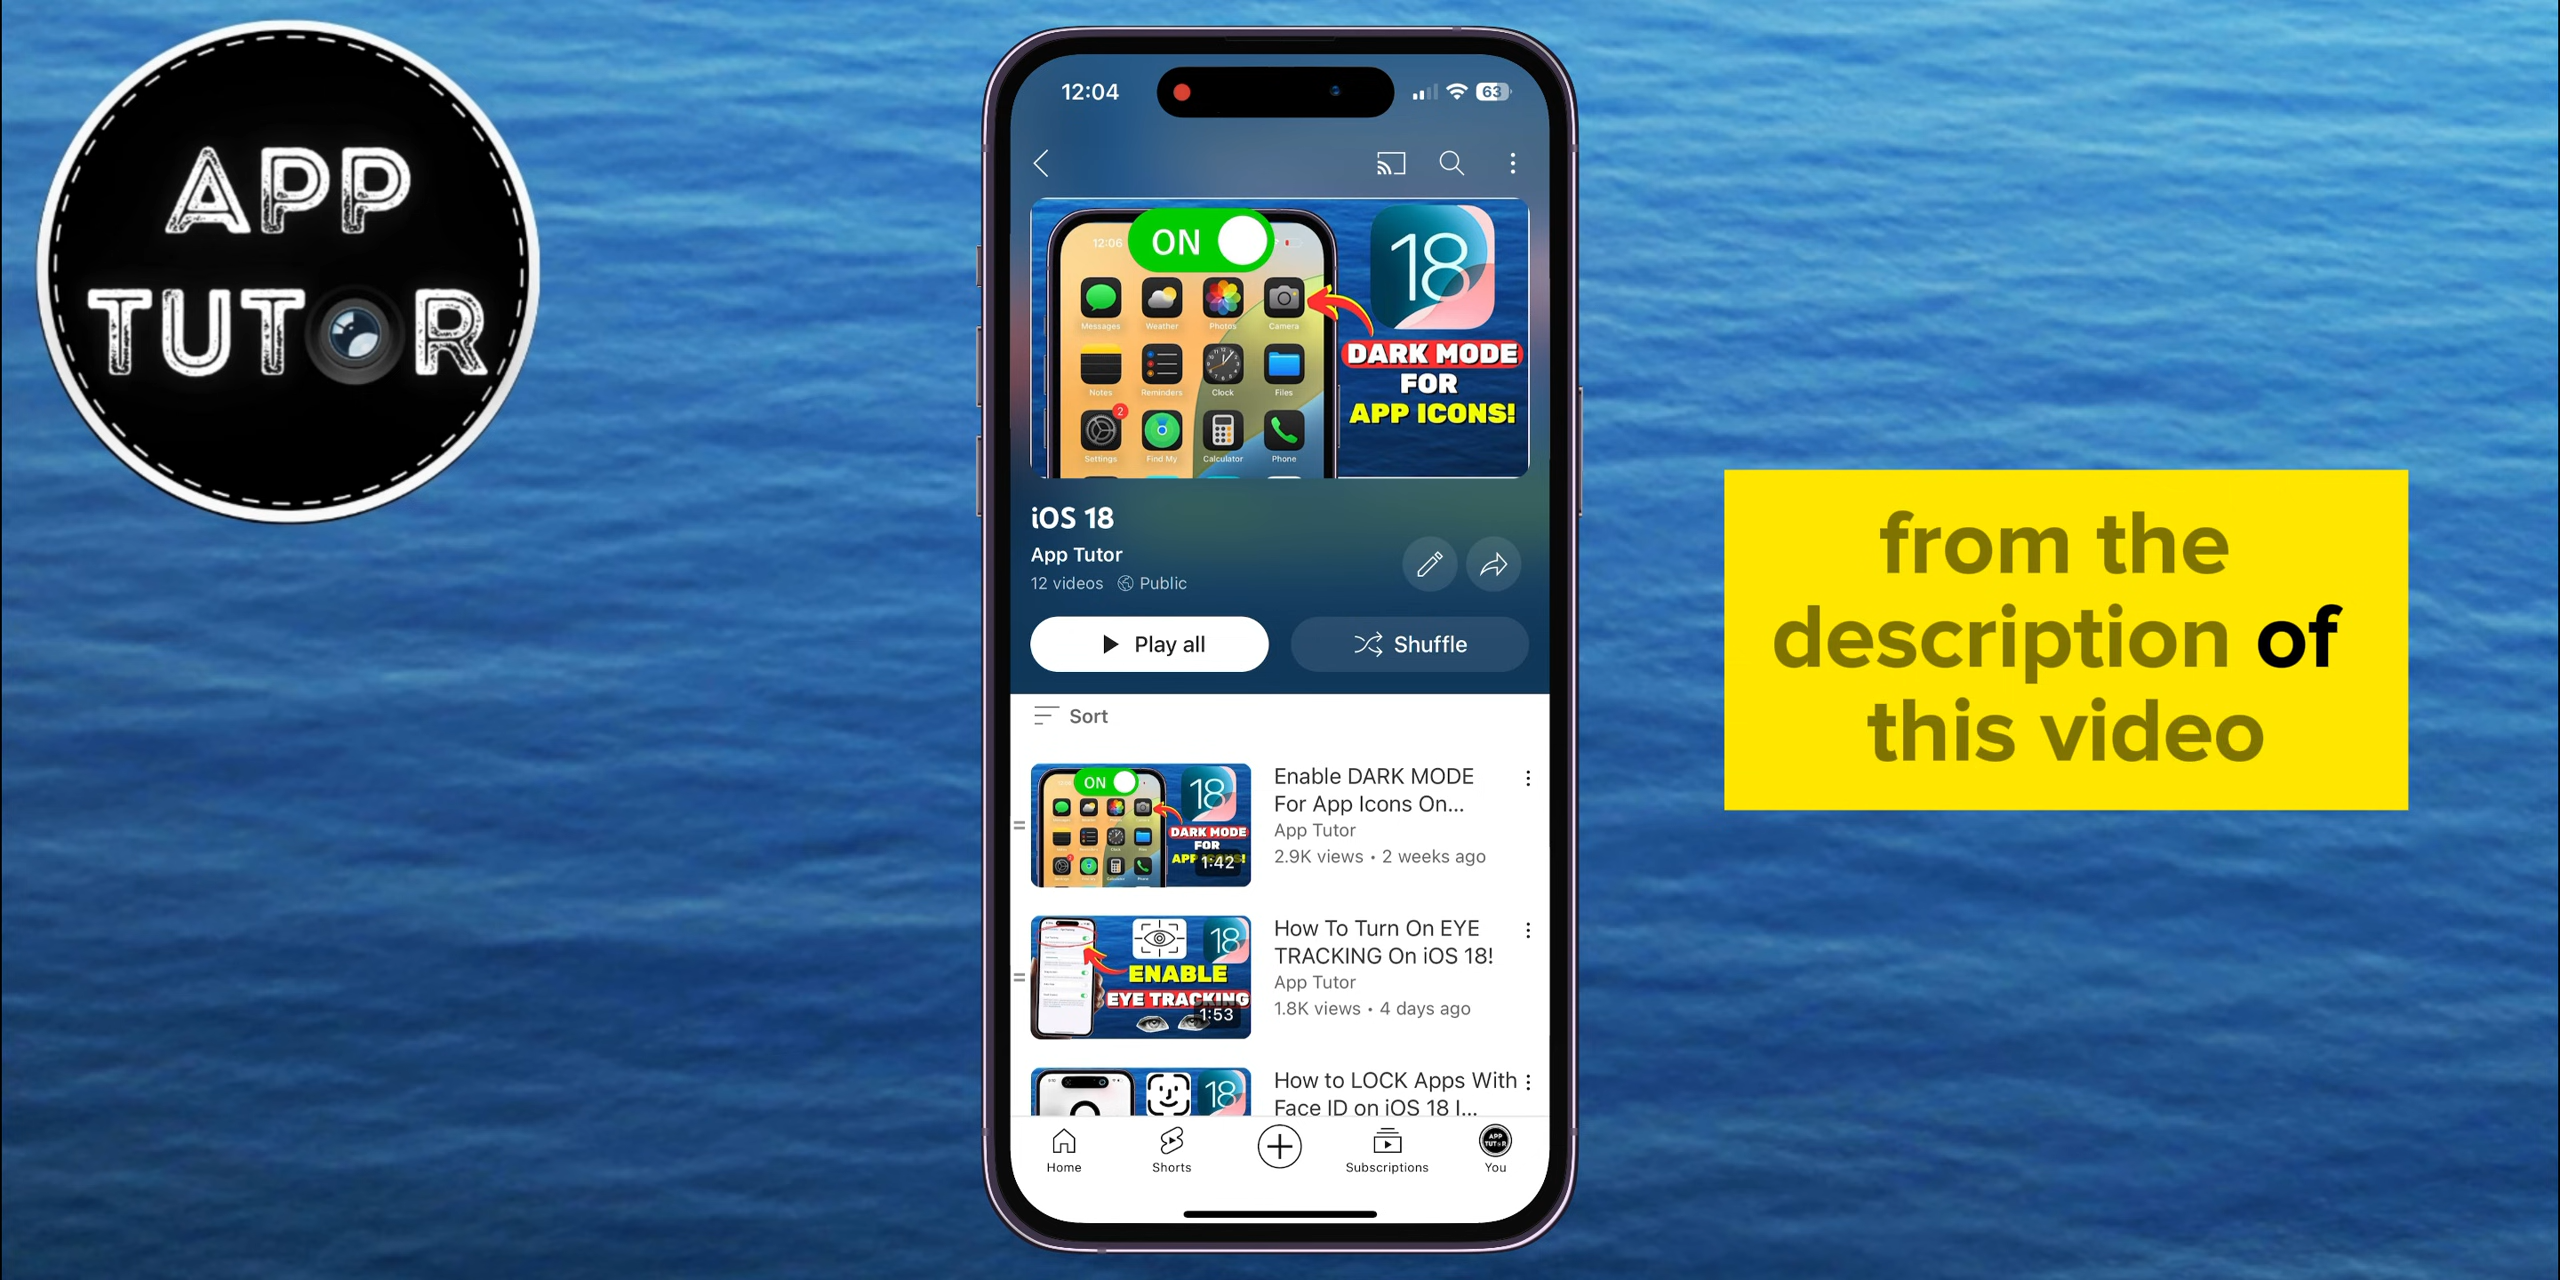 APP
TUTOR
12:04
63
12:06
ON
18
Messages
Weather
Photos
Camera
DARK MODE
FOR
APP ICONS!
Notes
Reminders
Clock
Files
2
Settings
Find My
Calculator
Phone
iOS 18
App Tutor
12 videos
Public
Play all
Shuffle
Sort
ON
18
DARK MODE
FOR
APP ICONS!
1:42
Enable DARK MODE
For App Icons On...
App Tutor
2.9K views • 2 weeks ago
18
ENABLE
EYE TRACKING
1:53
How To Turn On EYE
TRACKING On iOS 18!
App Tutor
1.8K views • 4 days ago
18
How to LOCK Apps With
Face ID on iOS 18 I...
Home
Shorts
Subscriptions
APP
TUTOR
You
from the
description of
this video